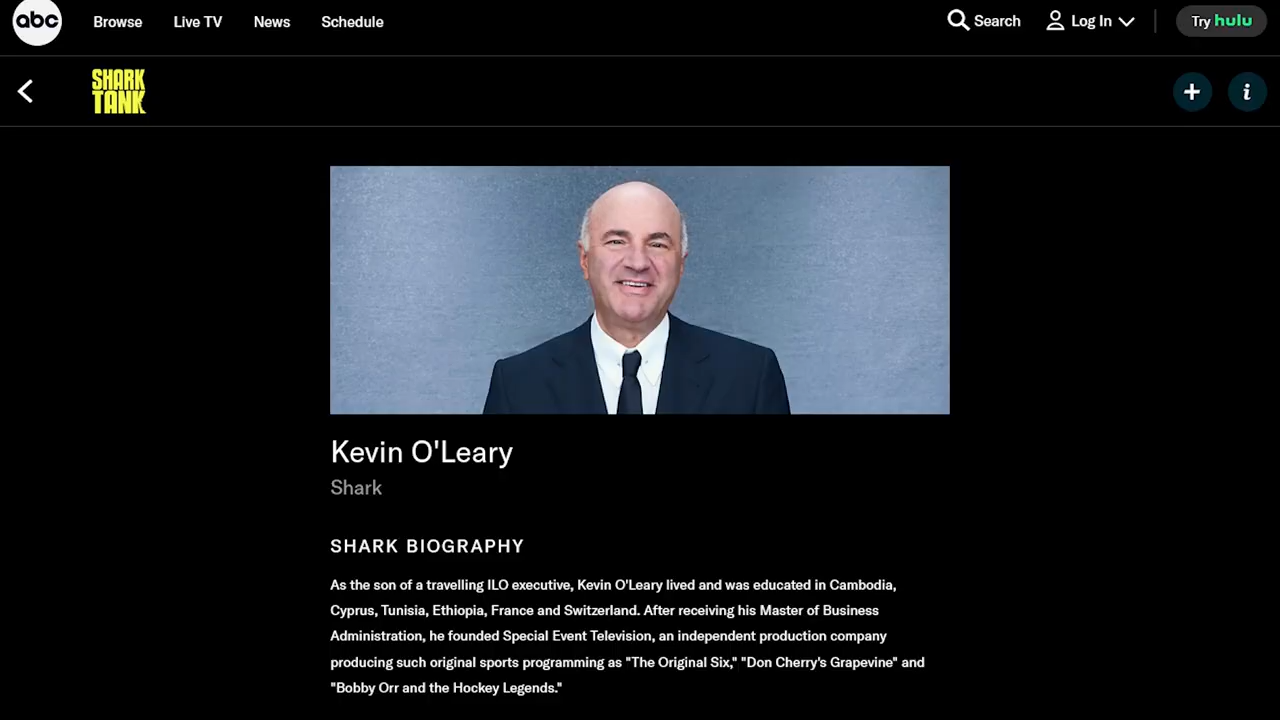 abc Browse Live TV News Schedule Search Log In Try hulu
SHARK
TANK
Kevin O'Leary
Shark
SHARK BIOGRAPHY
As the son of a travelling ILO executive, Kevin O'Leary lived and was educated in Cambodia,
Cyprus, Tunisia, Ethiopia, France and Switzerland. After receiving his Master of Business
Administration, he founded Special Event Television, an independent production company
producing such original sports programming as "The Original Six," "Don Cherry's Grapevine" and
"Bobby Orr and the Hockey Legends."